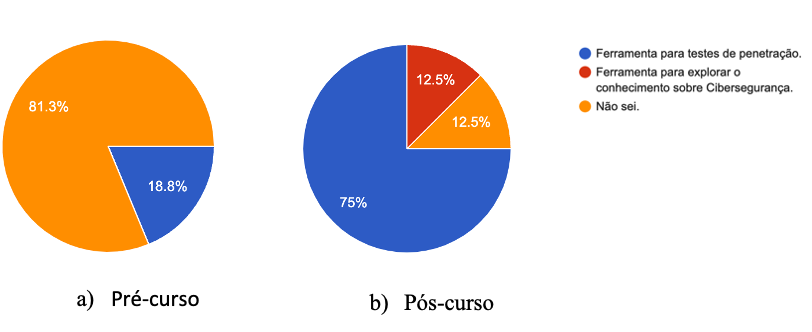 81.3%
18.8%
12.5%
12.5%
75%
Ferramenta para testes de penetração.
Ferramenta para explorar o
conhecimento sobre Cibersegurança.
Não sei.
a) Pré-curso
b) Pós-curso